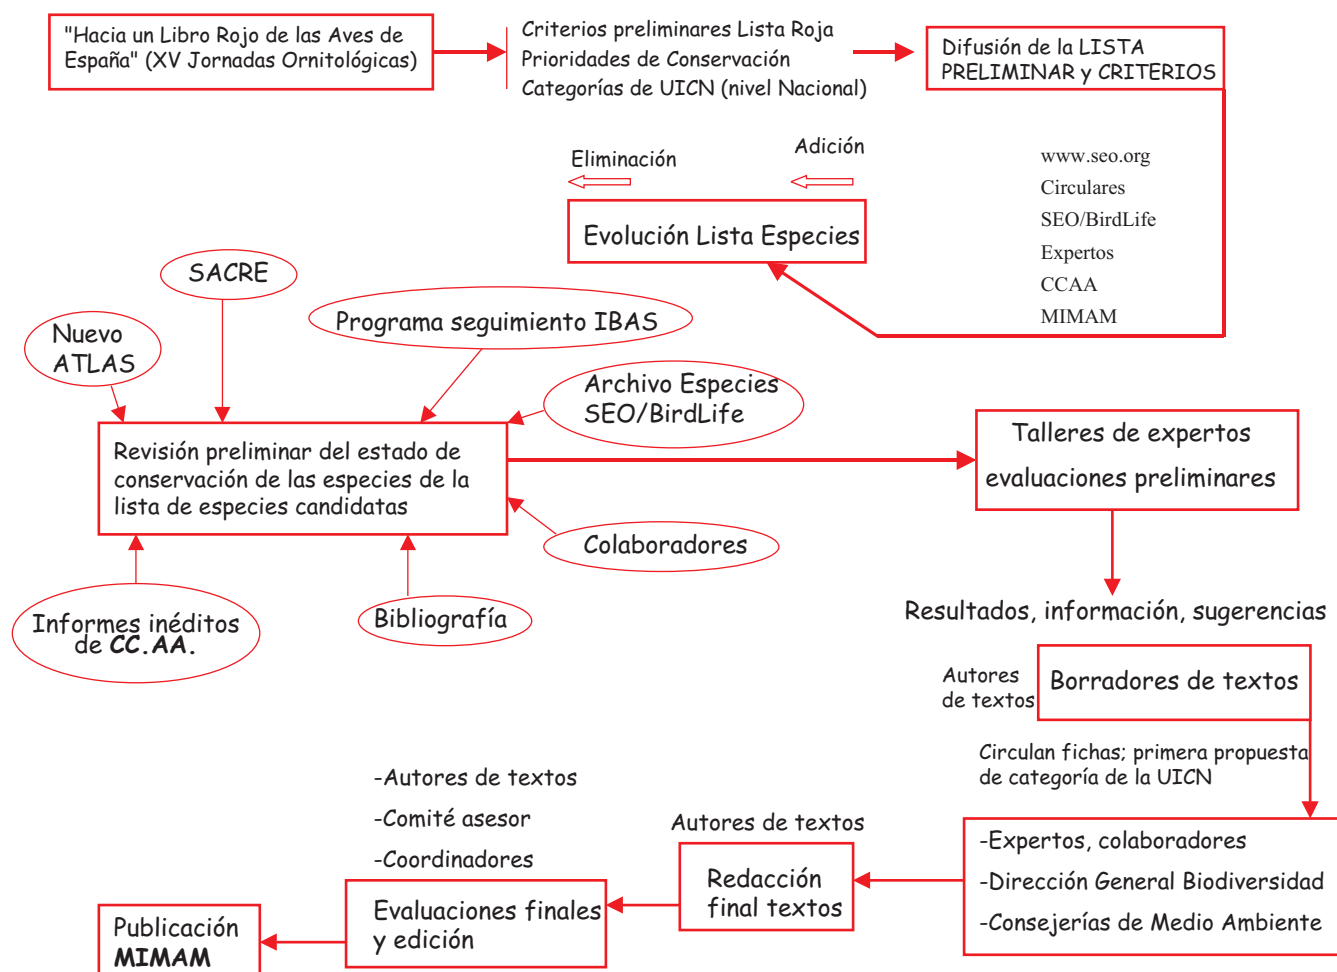 "Hacia un Libro Rojo de las Aves de
España" (XV Jornadas Ornitológicas)
Criterios preliminares Lista Roja
Prioridades de Conservación
Categorías de UICN (nivel Nacional)
Difusión de la LISTA
PRELIMINAR y CRITERIOS
Eliminación
Adición
Evolución Lista Especies
www.seo.org
Circulares
SEO/BirdLife
Expertos
CCAA
MIMAM
SACRE
Nuevo
ATLAS
Programa seguimiento IBAS
Archivo Especies
SEO/BirdLife
Revisión preliminar del estado de
conservación de las especies de la
lista de especies candidatas
Talleres de expertos
evaluaciones preliminares
Colaboradores
Bibliografía
Informes inéditos
de CC.AA.
Resultados, información, sugerencias
Autores
de textos
Borradores de textos
Circulan fichas; primera propuesta
de categoría de la UICN
-Expertos, colaboradores
-Dirección General Biodiversidad
-Consejerías de Medio Ambiente
Autores de textos
Redacción
final textos
-Autores de textos
-Comité asesor
-Coordinadores
Evaluaciones finales
y edición
Publicación
MIMAM